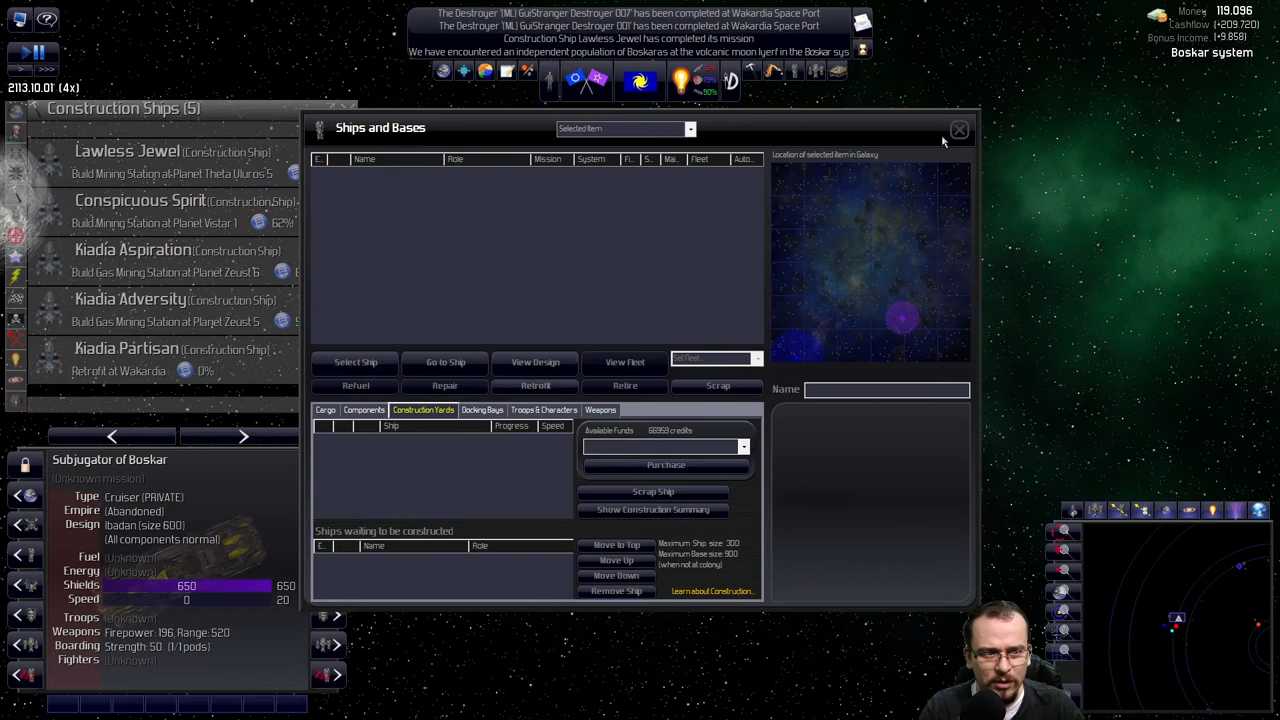 The Destroyer '(ML) GuiStranger Destroyer 007' has been completed at Wakardia Space Port
The Destroyer '(ML) GuiStranger Destroyer 001' has been completed at Wakardia Space Port
Construction Ship Lawless Jewel has completed its mission
We have encountered an independent population of Boskaras at the volcanic moon Iyerf in the Boskar sys
Money 119.096
Cashflow (+209.720)
Bonus Income (+9.858)
Boskar system
2113.10.01 (4x)
79%
90%
Construction Ships (5)
Lawless Jewel (Construction Ship)
Build Mining Station at Planet Theta Uluros 5
Conspicuous Spirit (Construction Ship)
Build Mining Station at Planet Vistar 1 62%
Kiadia Aspiration (Construction Ship)
Build Gas Mining Station at Planet Zeust 6
Kiadia Adversity (Construction Ship)
Build Gas Mining Station at Planet Zeust 5
Kiadia Partisan (Construction Ship)
Retrofit at Wakardia 0%
Ships and Bases
Selected Item
E... Name Role Mission System Fi... S... Mai... Fleet Auto...
Location of selected item in Galaxy
Select Ship Go to Ship View Design View Fleet Set Fleet...
Refuel Repair Retrofit Retire Scrap
Name
Cargo Components Construction Yards Docking Bays Troops & Characters Weapons
Ship Progress Speed
Available Funds 66959 credits
Purchase
Scrap Ship
Show Construction Summary
Ships waiting to be constructed
E... Name Role
Move to Top
Move Up
Move Down
Remove Ship
Maximum Ship size: 300
Maximum Base size: 900
(when not at colony)
Learn about Construction...
Subjugator of Boskar
(Unknown mission)
Type Cruiser (PRIVATE)
Empire (Abandoned)
Design Ibadan (size 600)
(All components normal)
Fuel (Unknown)
Energy (Unknown)
Shields 650 650
Speed 0 20
Troops (Unknown)
Weapons Firepower: 196, Range: 520
Boarding Strength: 50 (1/1 pods)
Fighters (Unknown)